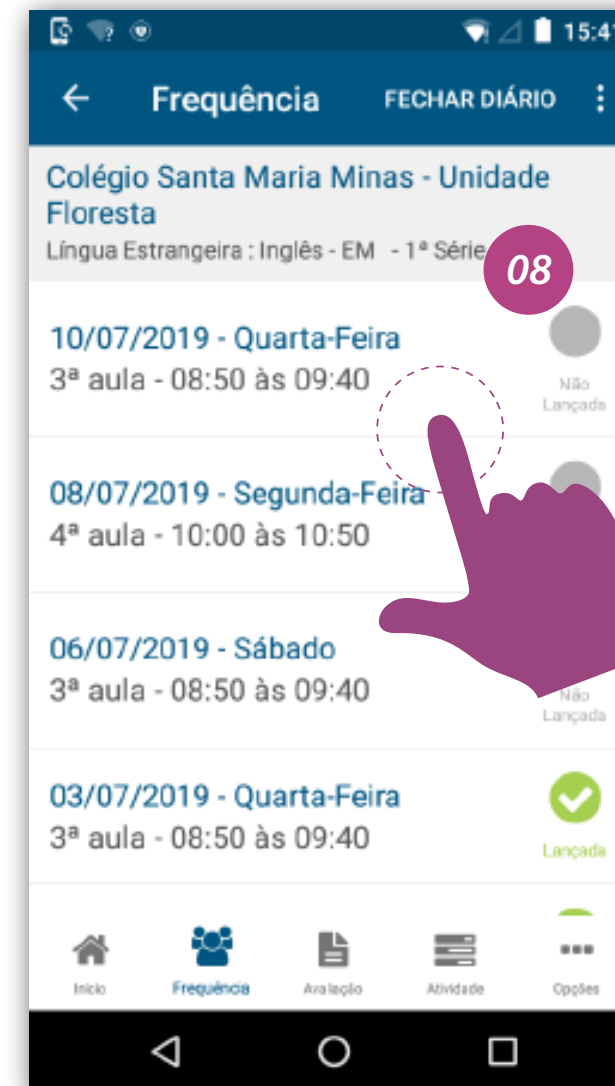 15:41
Frequência FECHAR DIÁRIO
Colégio Santa Maria Minas - Unidade
Floresta
Língua Estrangeira : Inglês - EM - 1ª Série
08
10/07/2019 - Quarta-Feira
3ª aula - 08:50 às 09:40
Não
Lançada
08/07/2019 - Segunda-Feira
4ª aula - 10:00 às 10:50
06/07/2019 - Sábado
3ª aula - 08:50 às 09:40
Não
Lançada
03/07/2019 - Quarta-Feira
3ª aula - 08:50 às 09:40
Lançada
Início Frequência Avaliação Atividade Opções